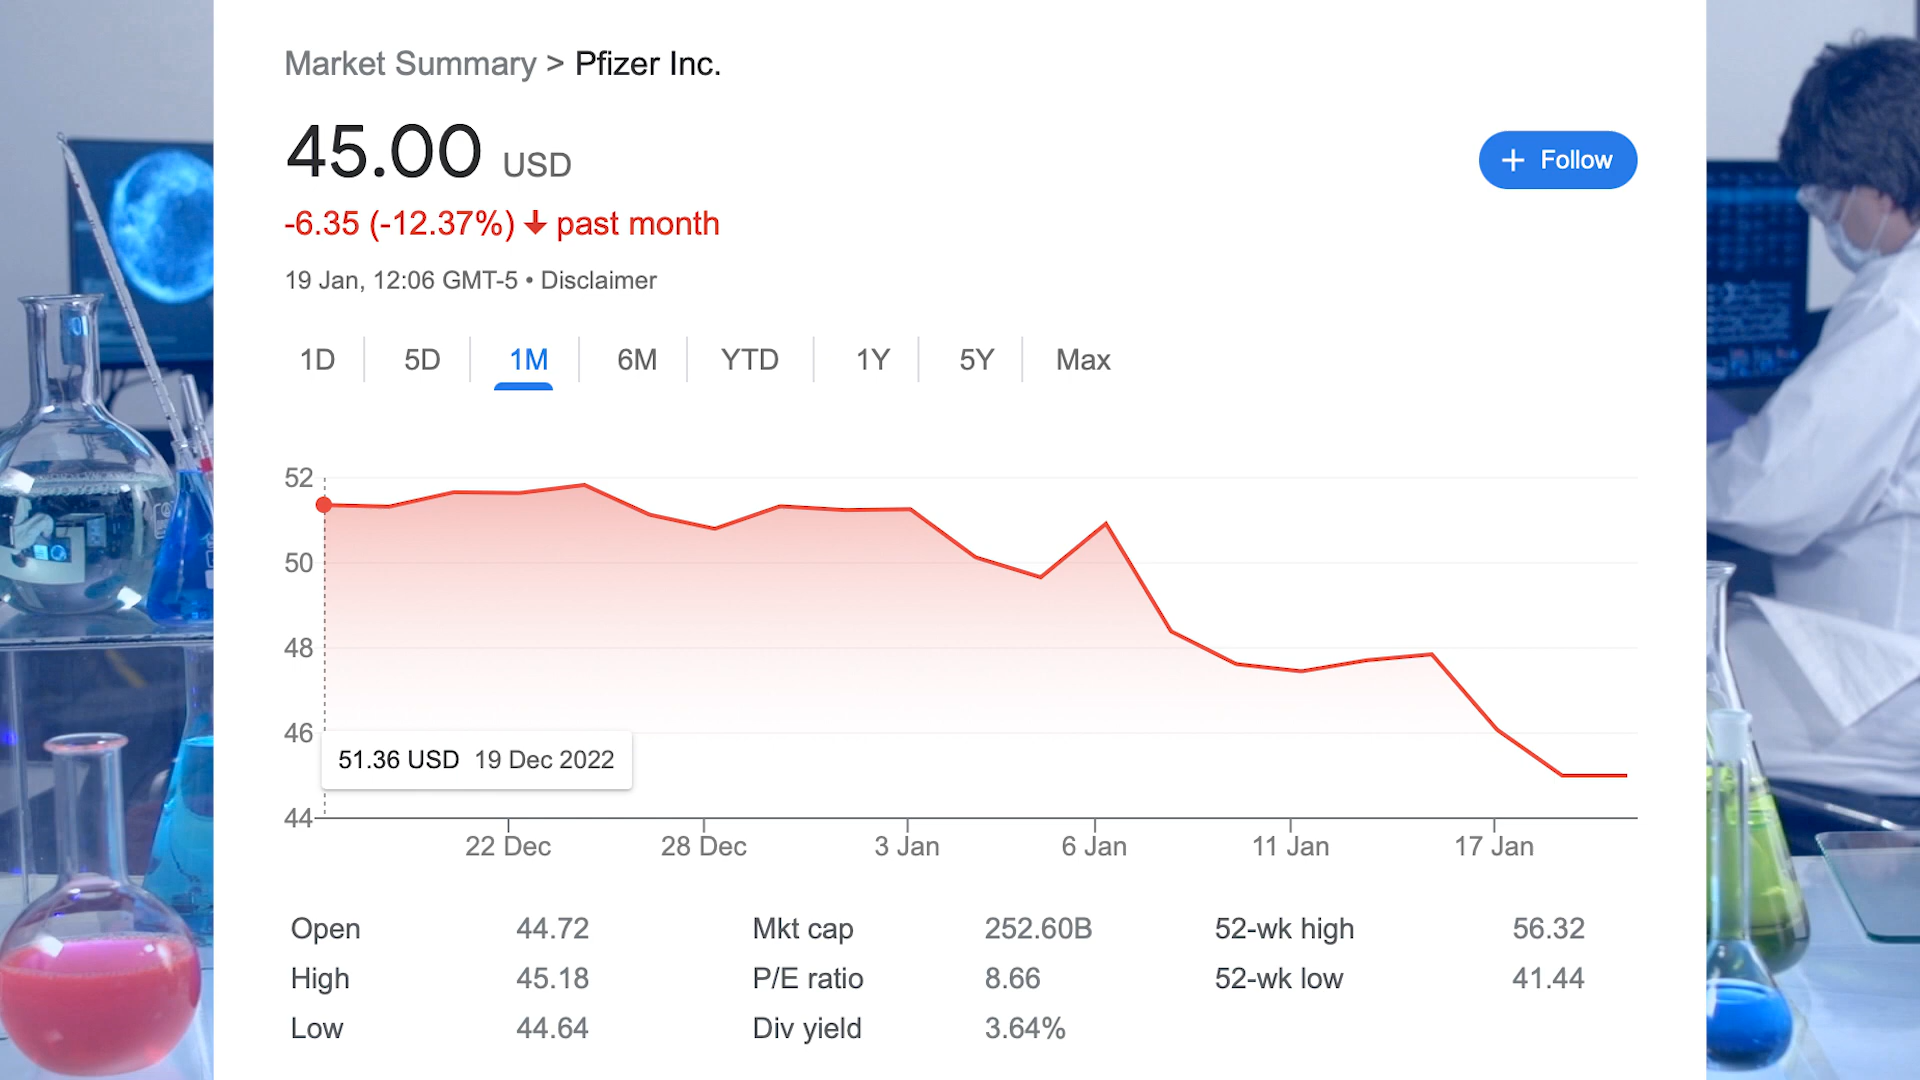 Market Summary > Pfizer Inc.
45.00 USD
+ Follow
-6.35 (-12.37%) ↓ past month
19 Jan, 12:06 GMT-5 • Disclaimer
1D 5D 1M 6M YTD 1Y 5Y Max
52
50
48
46
51.36 USD 19 Dec 2022
44
22 Dec 28 Dec 3 Jan 6 Jan 11 Jan 17 Jan
Open 44.72 Mkt cap 252.60B 52-wk high 56.32
High 45.18 P/E ratio 8.66 52-wk low 41.44
Low 44.64 Div yield 3.64%